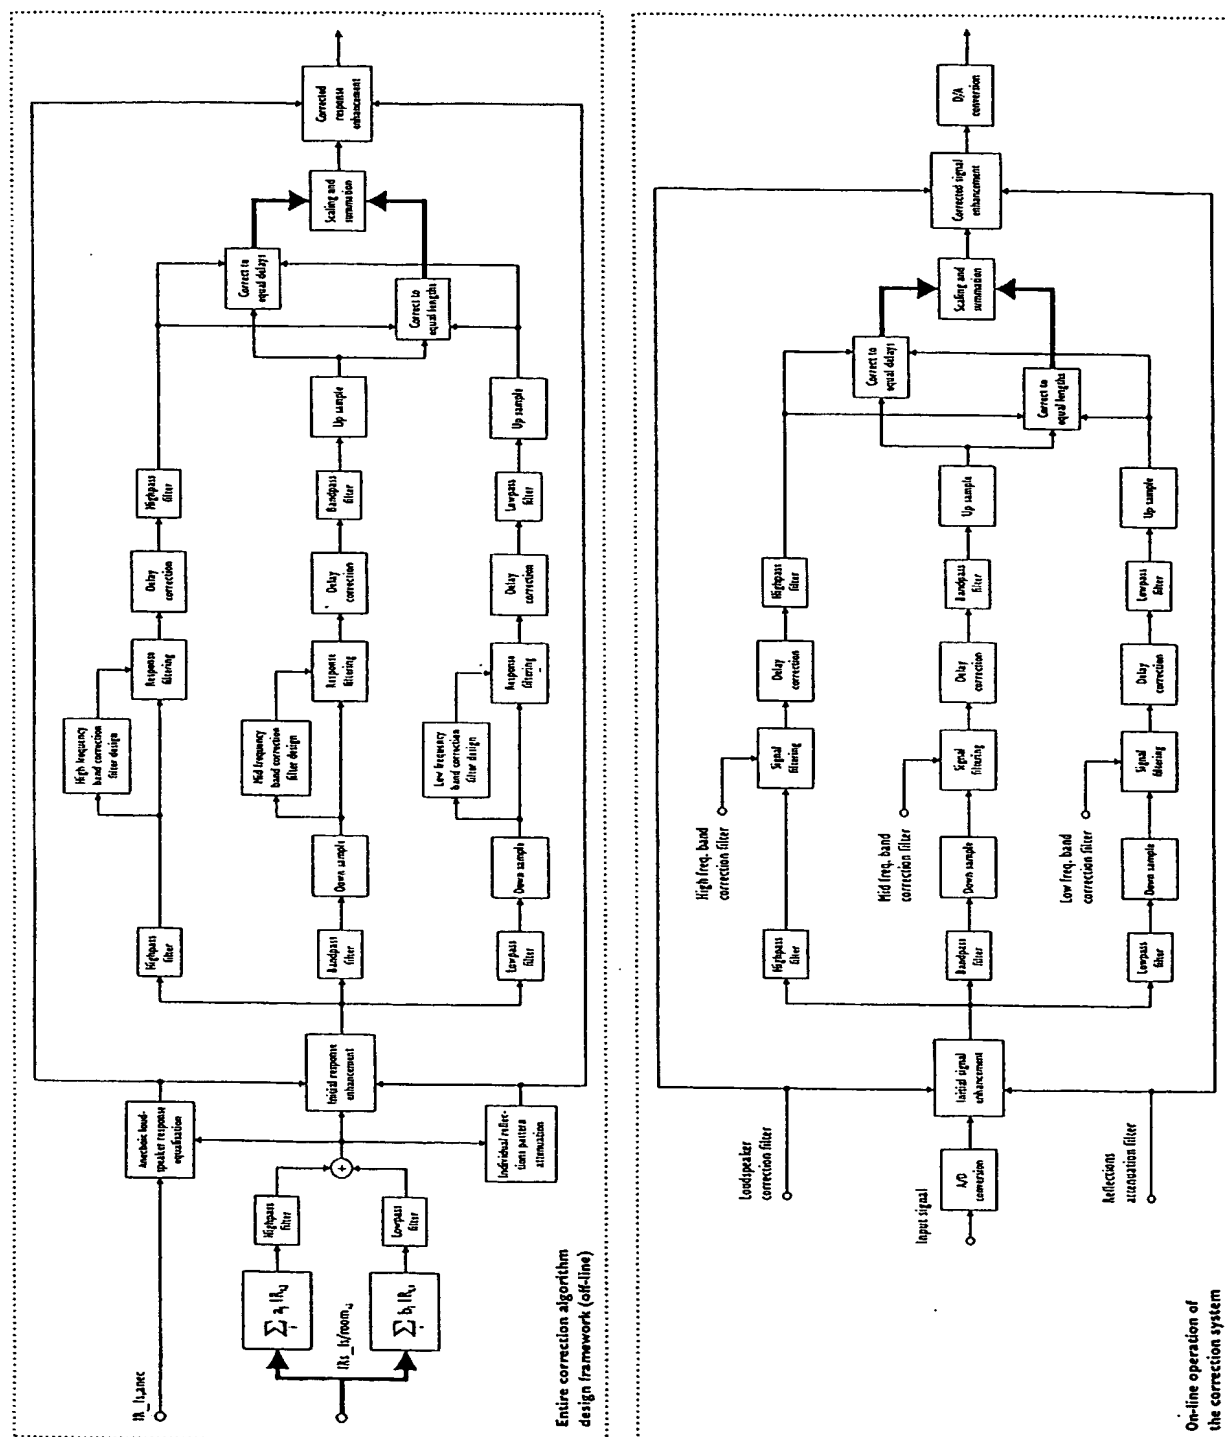 IR_ls,anec
Anechoic loud-
speaker response
equalisation
IRs_ls/room,i
∑ aᵢ IR,ᵢ
i
∑ bᵢ IR,ᵢ
i
Highpass
filter
Lowpass
filter
+
Individual reflec-
tions pattern
attenuation
Initial response
enhancement
Highpass
filter
Bandpass
filter
Lowpass
filter
Down sample
Down sample
High frequency
band correction
filter design
Mid frequency
band correction
filter design
Low frequency
band correction
filter design
Response
filtering
Response
filtering
Response
filtering
Delay
correction
Delay
correction
Delay
correction
Highpass
filter
Bandpass
filter
Lowpass
filter
Up sample
Up sample
Correct to
equal delays
Correct to
equal lengths
Scaling and
summation
Corrected
response
enhancement
Entire correction algorithm
design framework (off-line)
Loudspeaker
correction filter
Input signal
A/D
conversion
Reflections
attenuation filter
Initial signal
enhancement
Highpass
filter
Bandpass
filter
Lowpass
filter
Down sample
Down sample
High freq. band
correction filter
Mid freq. band
correction filter
Low freq. band
correction filter
Signal
filtering
Signal
filtering
Signal
filtering
Delay
correction
Delay
correction
Delay
correction
Highpass
filter
Bandpass
filter
Lowpass
filter
Up sample
Up sample
Correct to
equal delays
Correct to
equal lengths
Scaling and
summation
Corrected signal
enhancement
D/A
conversion
On-line operation of
the correction system